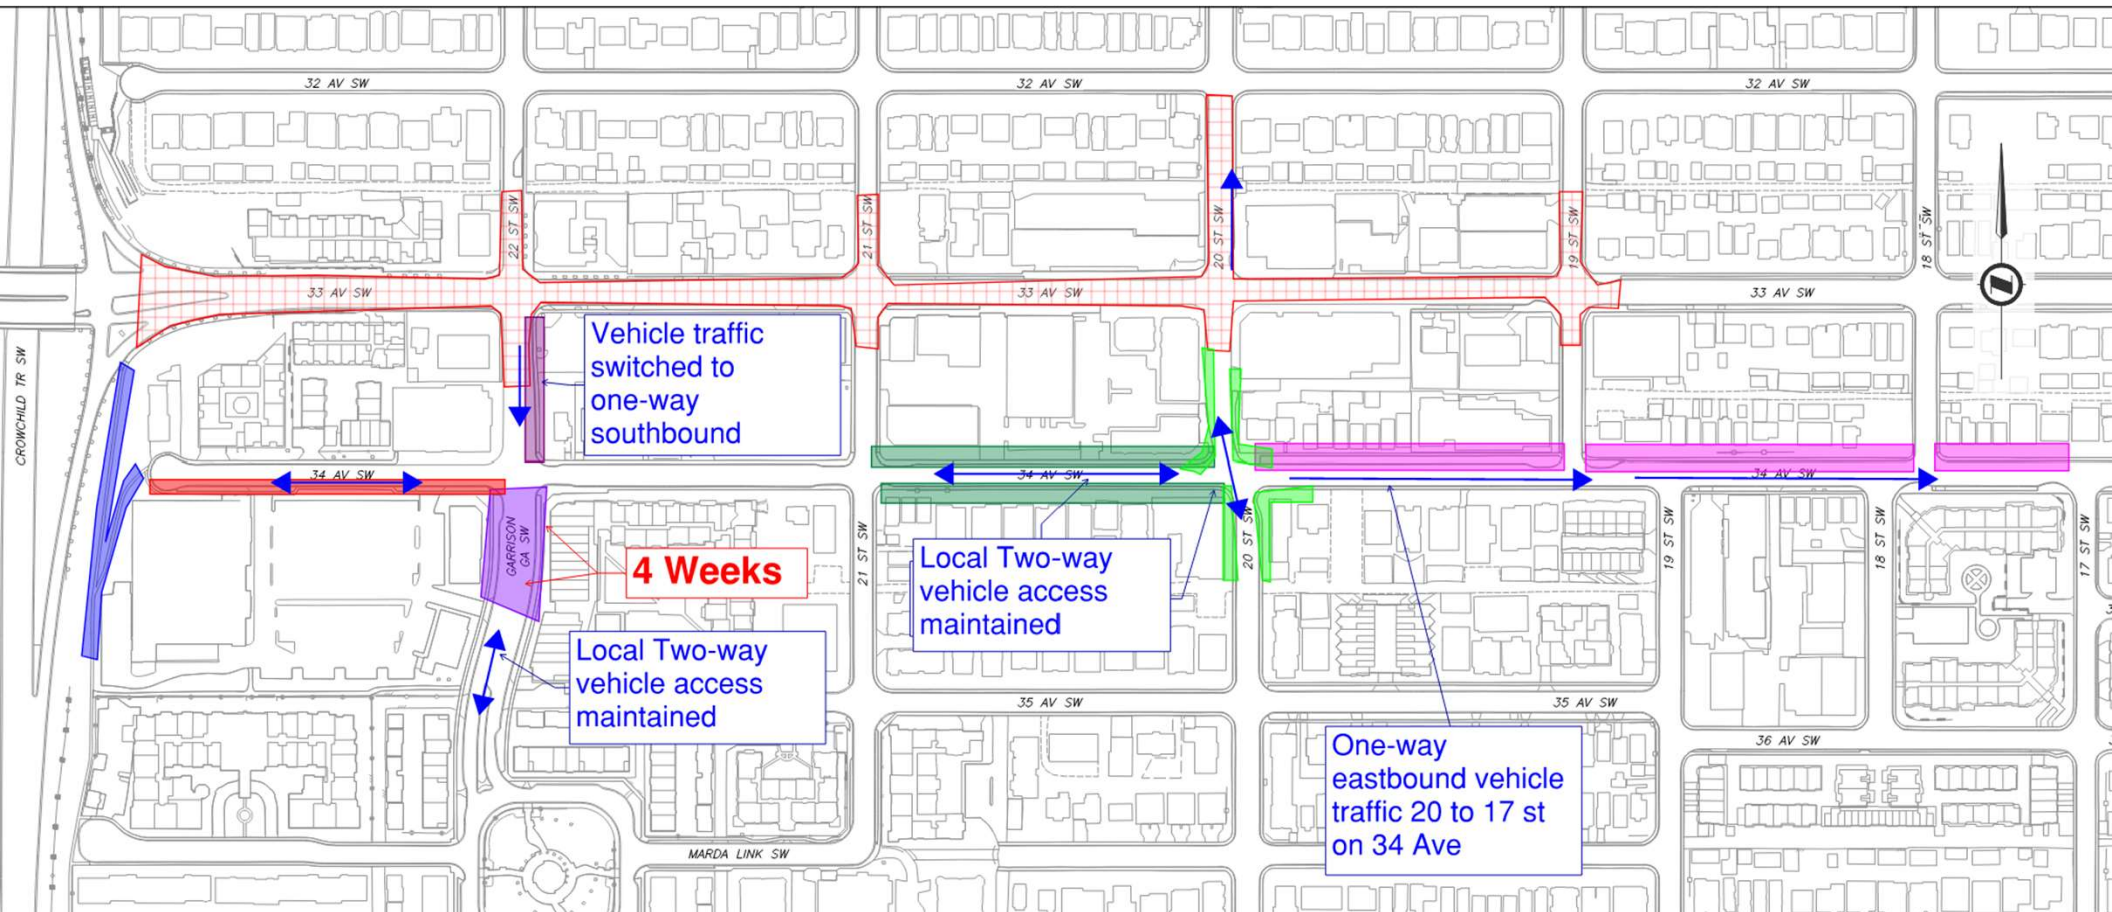 32 AV SW
32 AV SW
32 AV SW
22 ST SW
21 ST SW
20 ST SW
19 ST SW
18 ST SW
33 AV SW
33 AV SW
33 AV SW
CROWCHILD TR SW
Vehicle traffic
switched to
one-way
southbound
34 AV SW
34 AV SW
34 AV SW
GARRISON
GA SW
4 Weeks
21 ST SW
20 ST SW
19 ST SW
18 ST SW
17 ST SW
Local Two-way
vehicle access
maintained
Local Two-way
vehicle access
maintained
35 AV SW
35 AV SW
36 AV SW
One-way
eastbound vehicle
traffic 20 to 17 st
on 34 Ave
MARDA LINK SW